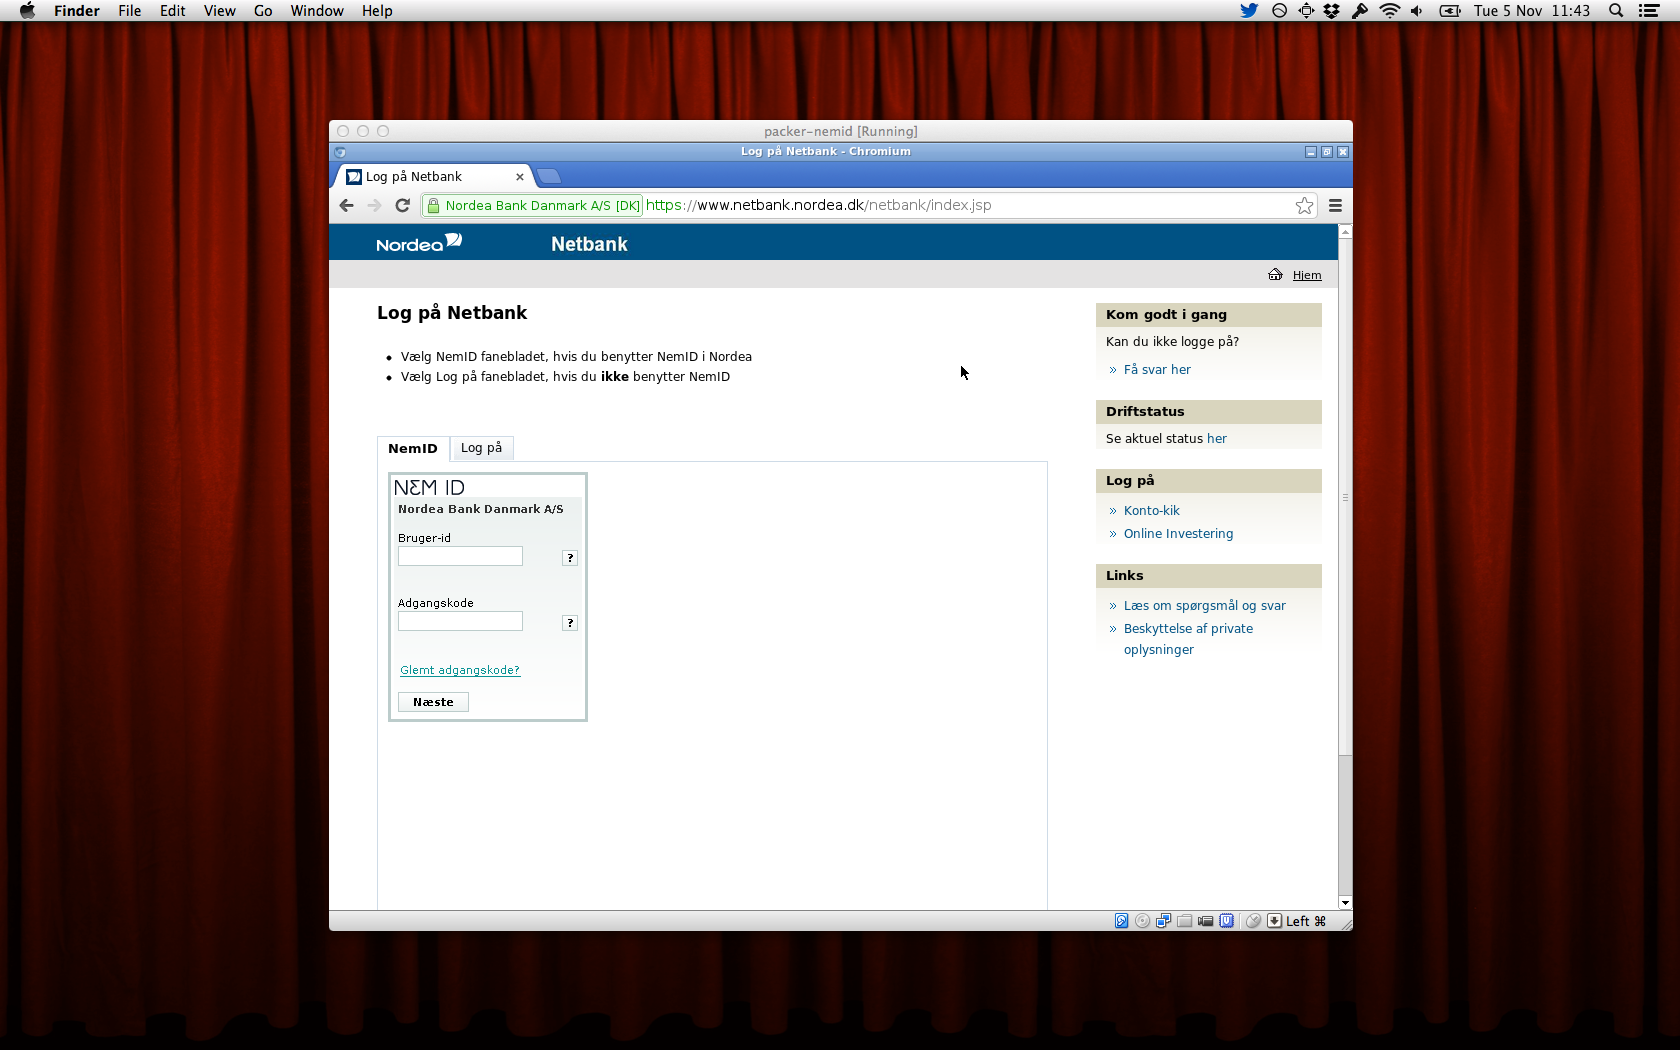 Finder File Edit View Go Window Help
Tue 5 Nov 11:43
packer-nemid [Running]
Log på Netbank - Chromium
Log på Netbank
Nordea Bank Danmark A/S [DK] https://www.netbank.nordea.dk/netbank/index.jsp
Nordea Netbank
Hjem
Log på Netbank
• Vælg NemID fanebladet, hvis du benytter NemID i Nordea
• Vælg Log på fanebladet, hvis du ikke benytter NemID
NemID Log på
NEM ID
Nordea Bank Danmark A/S
Bruger-id
?
Adgangskode
?
Glemt adgangskode?
Næste
Kom godt i gang
Kan du ikke logge på?
» Få svar her
Driftstatus
Se aktuel status her
Log på
» Konto-kik
» Online Investering
Links
» Læs om spørgsmål og svar
» Beskyttelse af private
oplysninger
Left ⌘